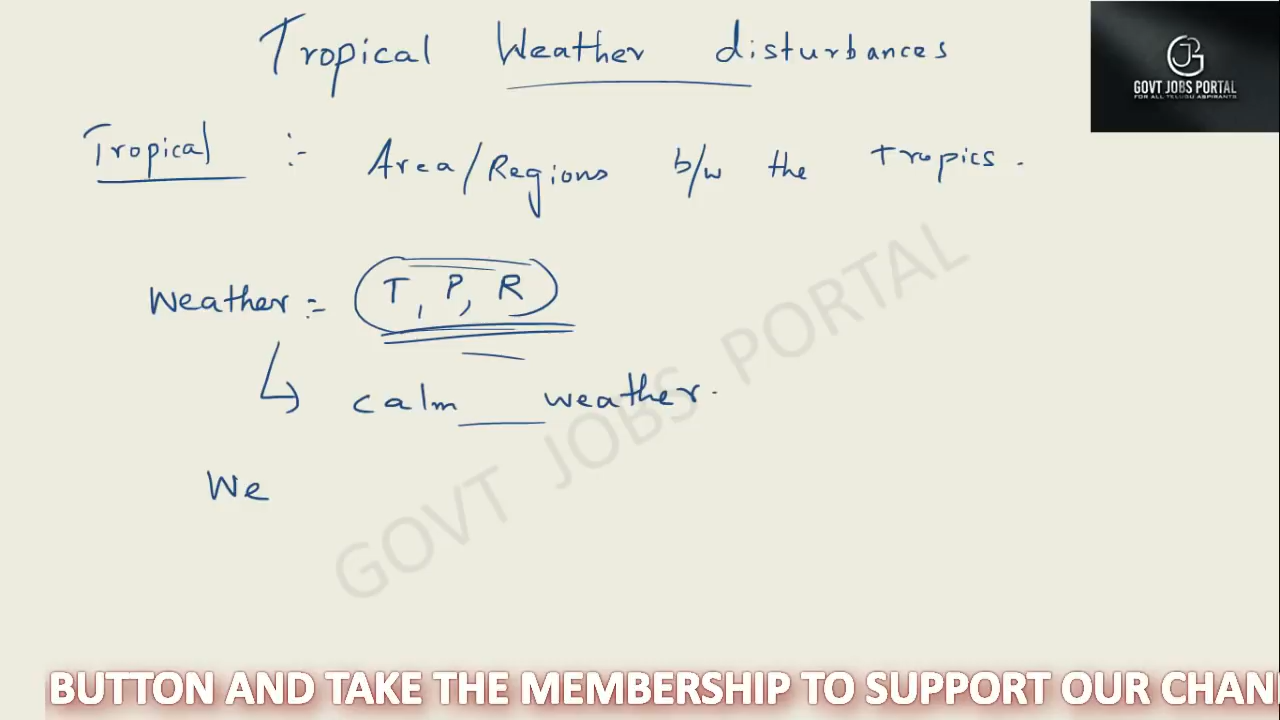 Tropical Weather disturbances
GOVT JOBS PORTAL
FOR ALL TELUGU ASPIRANTS
Tropical :- Area/Regions b/w the tropics.
Weather := T, P, R
calm weather.
We
GOVT JOBS PORTAL
BUTTON AND TAKE THE MEMBERSHIP TO SUPPORT OUR CHAN